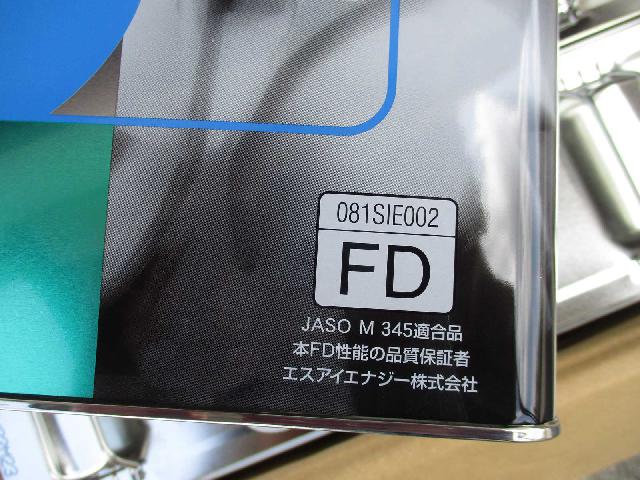 081SIE002
FD
JASO M 345適合品
本FD性能の品質保証者
エスアイエナジー株式会社